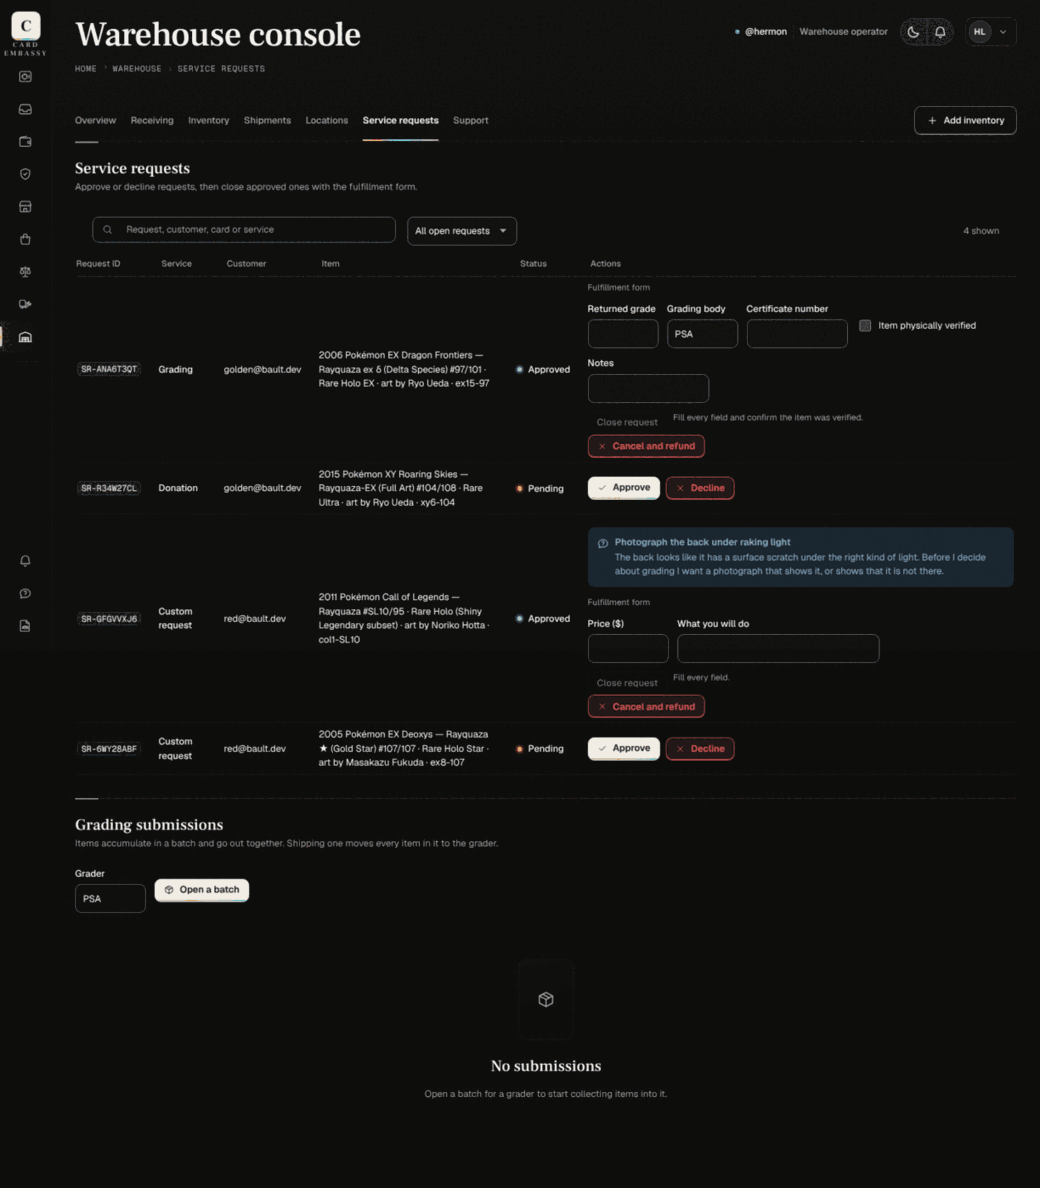 C
CARD
EMBASSY
Warehouse console
@hermon
Warehouse operator
HL
HOME › WAREHOUSE › SERVICE REQUESTS
Overview
Receiving
Inventory
Shipments
Locations
Service requests
Support
+ Add inventory
Service requests
Approve or decline requests, then close approved ones with the fulfillment form.
Request, customer, card or service
All open requests
4 shown
Request ID
Service
Customer
Item
Status
Actions
SR-ANA6T3QT
Grading
golden@bault.dev
2006 Pokémon EX Dragon Frontiers —
Rayquaza ex δ (Delta Species) #97/101 ·
Rare Holo EX · art by Ryo Ueda · ex15-97
Approved
Fulfillment form
Returned grade
Grading body
Certificate number
PSA
Item physically verified
Notes
Close request
Fill every field and confirm the item was verified.
Cancel and refund
SR-R34W27CL
Donation
golden@bault.dev
2015 Pokémon XY Roaring Skies —
Rayquaza-EX (Full Art) #104/108 · Rare
Ultra · art by Ryo Ueda · xy6-104
Pending
Approve
Decline
SR-GFGVVXJ6
Custom
request
red@bault.dev
2011 Pokémon Call of Legends —
Rayquaza #SL10/95 · Rare Holo (Shiny
Legendary subset) · art by Noriko Hotta ·
col1-SL10
Approved
Photograph the back under raking light
The back looks like it has a surface scratch under the right kind of light. Before I decide
about grading I want a photograph that shows it, or shows that it is not there.
Fulfillment form
Price ($)
What you will do
Close request
Fill every field.
Cancel and refund
SR-6WY28ABF
Custom
request
red@bault.dev
2005 Pokémon EX Deoxys — Rayquaza
★ (Gold Star) #107/107 · Rare Holo Star ·
art by Masakazu Fukuda · ex8-107
Pending
Approve
Decline
Grading submissions
Items accumulate in a batch and go out together. Shipping one moves every item in it to the grader.
Grader
PSA
Open a batch
No submissions
Open a batch for a grader to start collecting items into it.